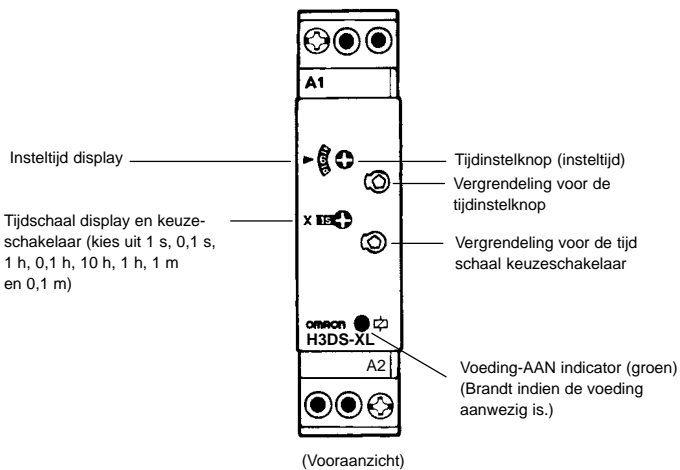 A1
Insteltijd display
Tijdinstelknop (insteltijd)
Vergrendeling voor de
tijdinstelknop
Tijdschaal display en keuze-
schakelaar (kies uit 1 s, 0,1 s,
1 h, 0,1 h, 10 h, 1 h, 1 m
en 0,1 m)
X 1S
Vergrendeling voor de tijd
schaal keuzeschakelaar
OMRON
H3DS-XL
A2
Voeding-AAN indicator (groen)
(Brandt indien de voeding
aanwezig is.)
(Vooraanzicht)